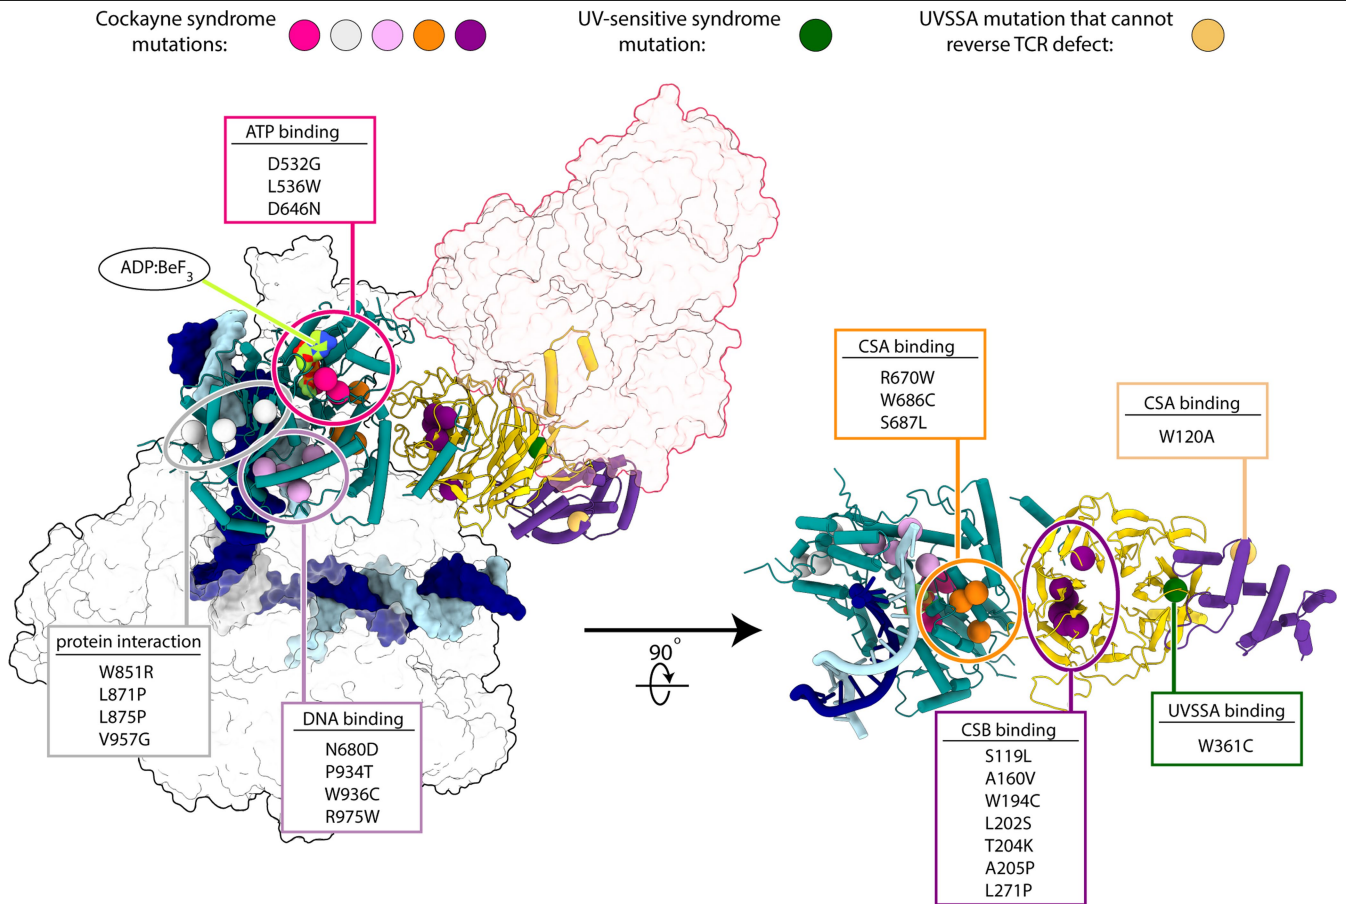 Cockayne syndrome
mutations:
UV-sensitive syndrome
mutation:
UVSSA mutation that cannot
reverse TCR defect:
ATP binding
D532G
L536W
D646N
ADP:BeF3
CSA binding
R670W
W686C
S687L
CSA binding
W120A
90°
protein interaction
W851R
L871P
L875P
V957G
DNA binding
N680D
P934T
W936C
R975W
CSB binding
S119L
A160V
W194C
L202S
T204K
A205P
L271P
UVSSA binding
W361C